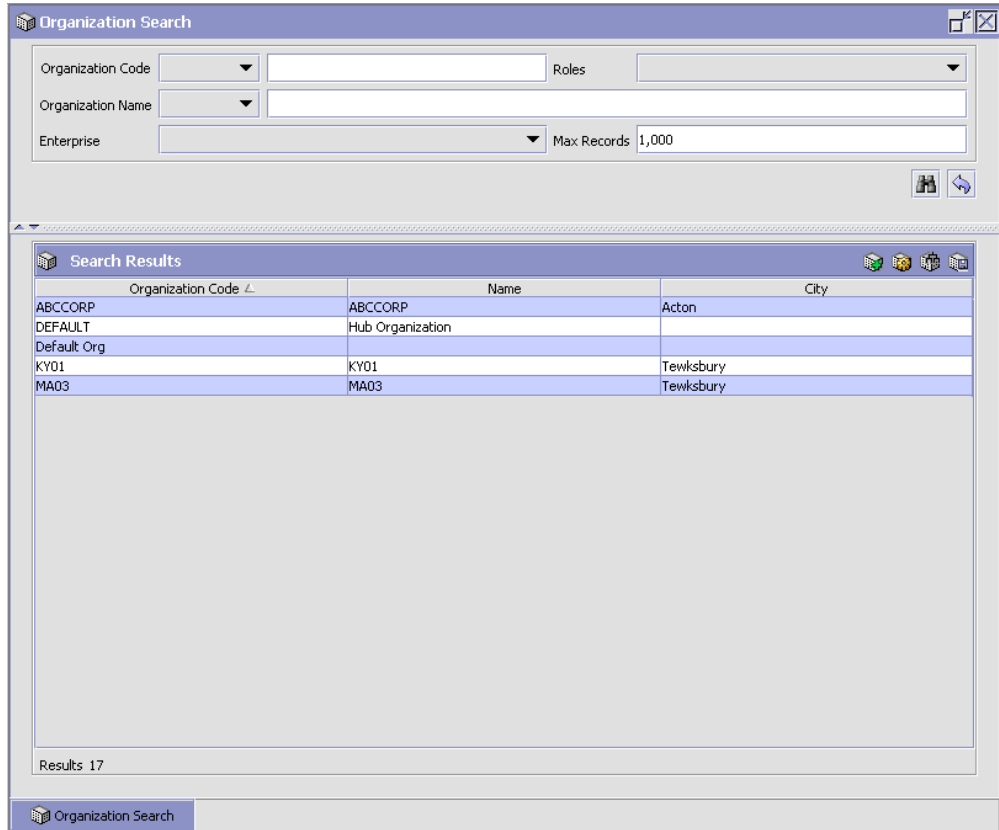 Organization Search
Organization Code Roles
Organization Name
Enterprise Max Records 1,000
Search Results
Organization Code Name City
ABCCORP ABCCORP Acton
DEFAULT Hub Organization
Default Org
KY01 KY01 Tewksbury
MA03 MA03 Tewksbury
Results 17
Organization Search